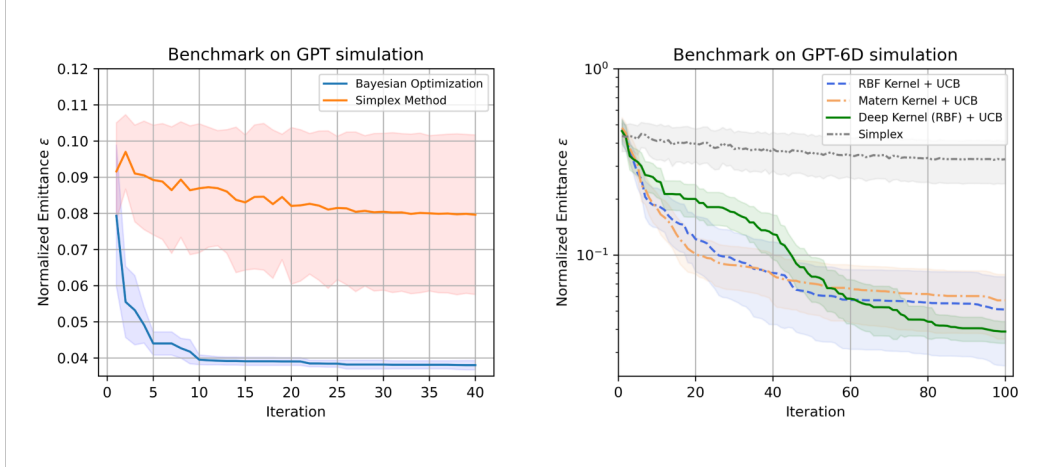 Benchmark on GPT simulation
0.12
0.11
0.10
0.09
0.08
0.07
0.06
0.05
0.04
Normalized Emittance ε
Bayesian Optimization
Simplex Method
0 5 10 15 20 25 30 35 40
Iteration
Benchmark on GPT-6D simulation
10⁰
10⁻¹
Normalized Emittance ε
RBF Kernel + UCB
Matern Kernel + UCB
Deep Kernel (RBF) + UCB
Simplex
0 20 40 60 80 100
Iteration